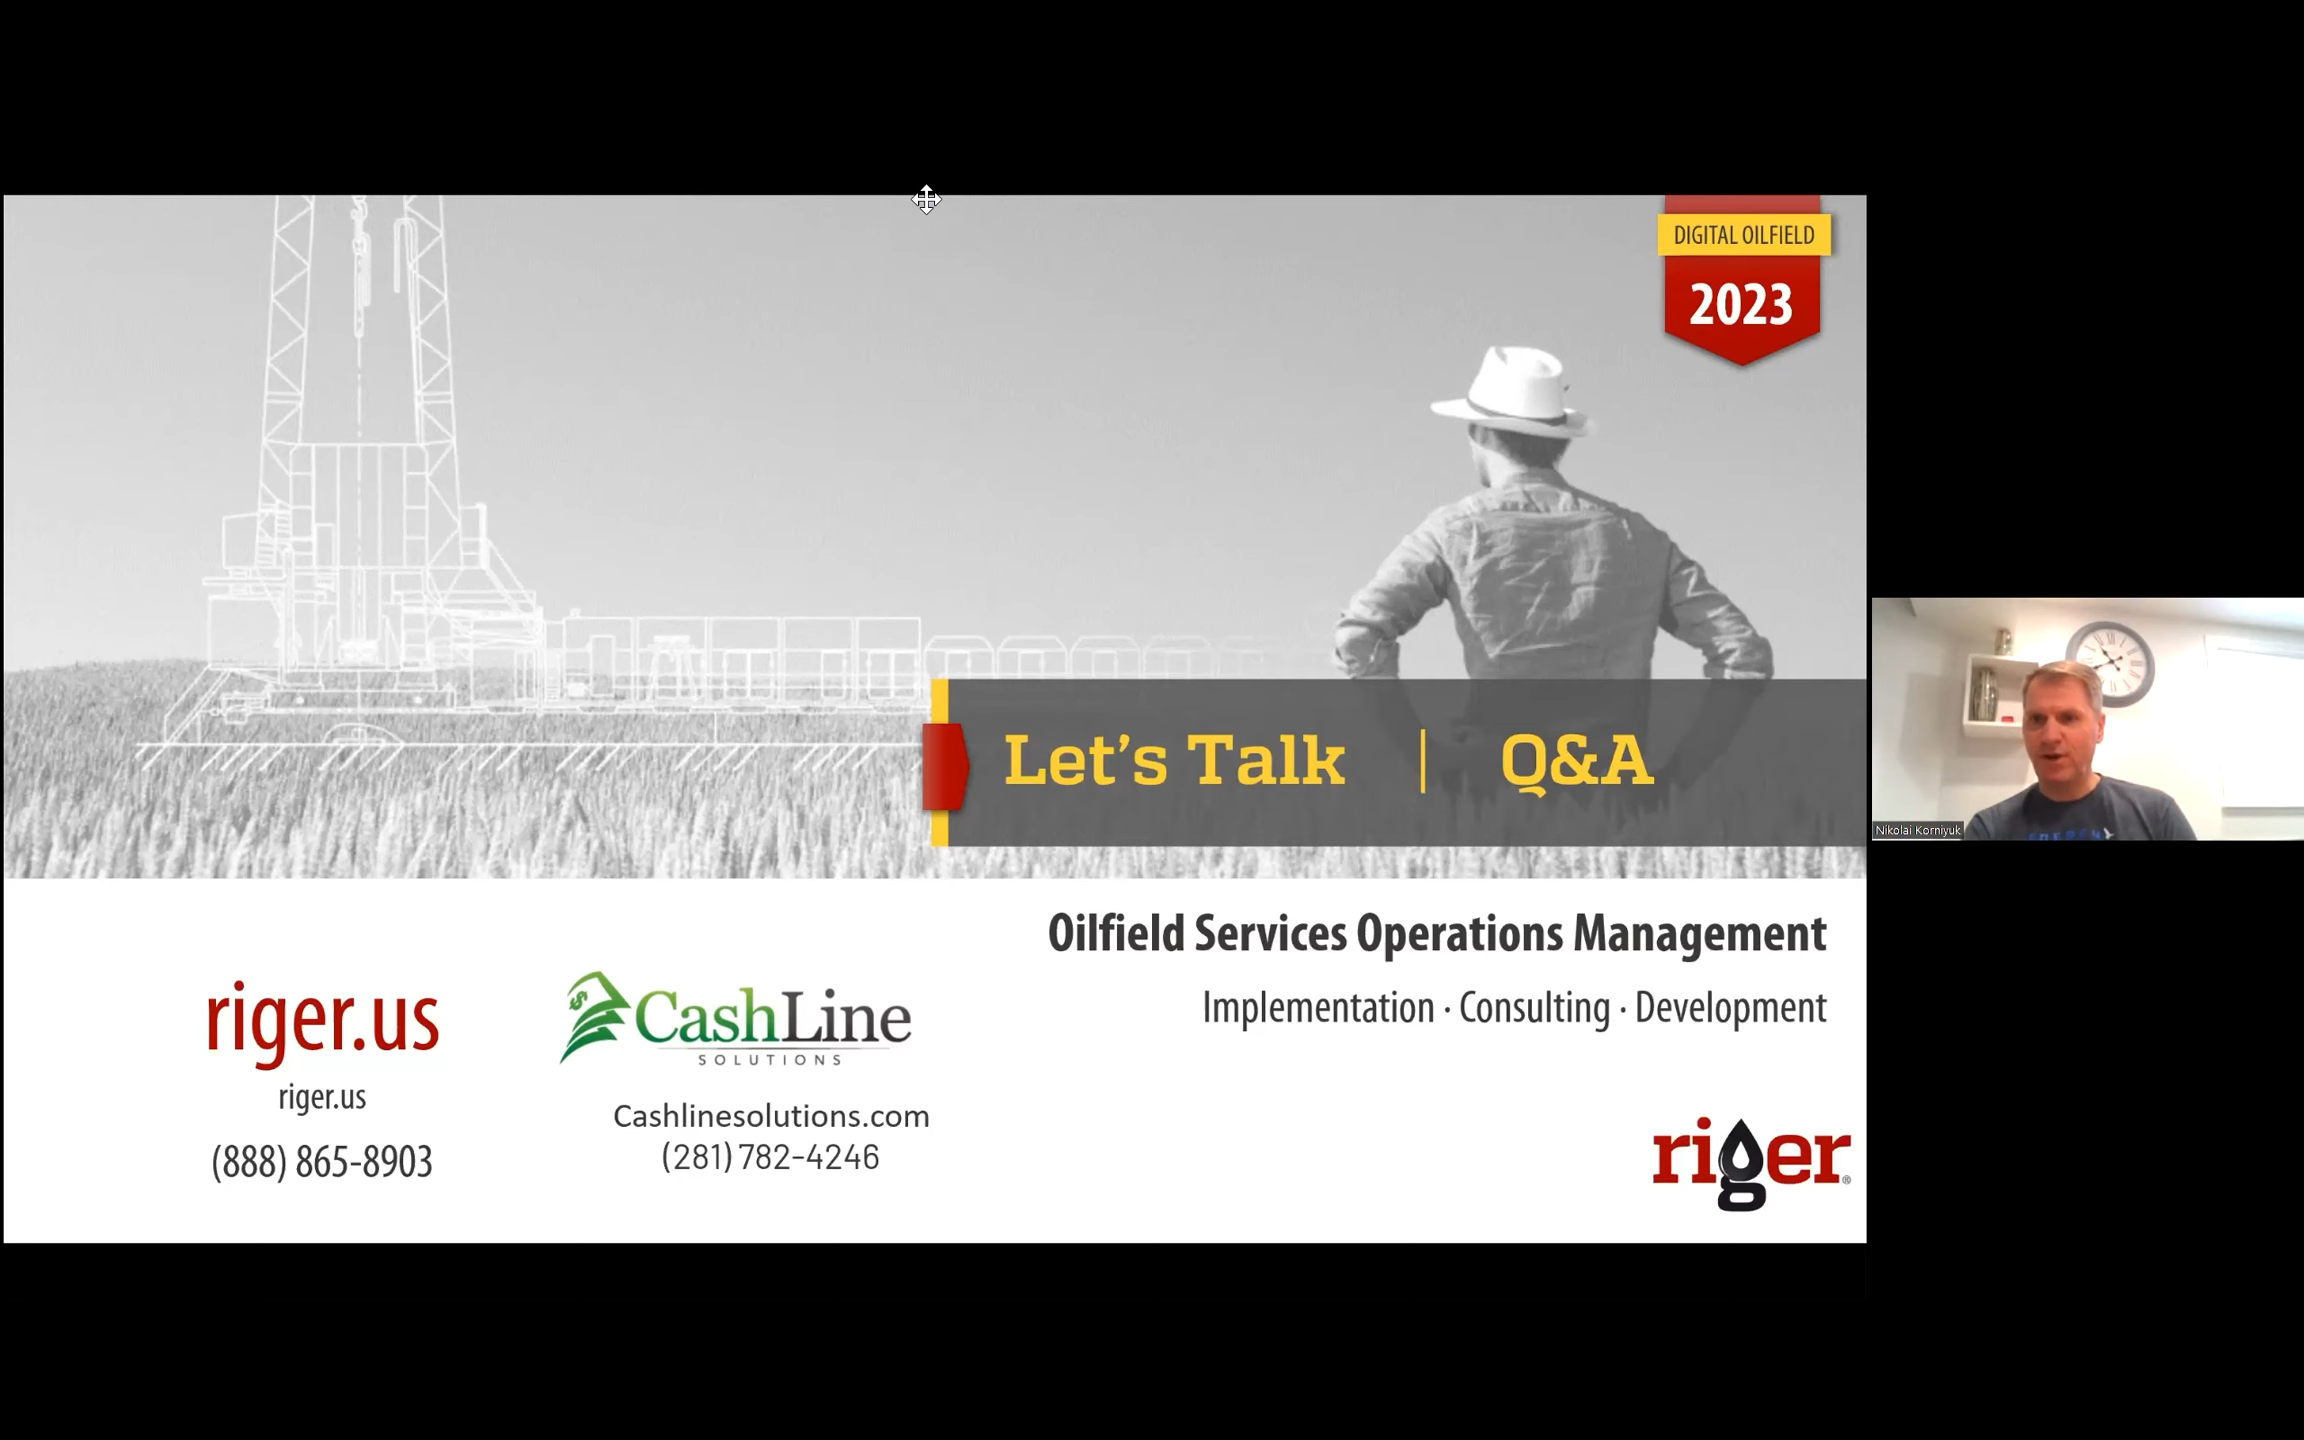 DIGITAL OILFIELD
2023
Let's Talk | Q&A
Oilfield Services Operations Management
Implementation · Consulting · Development
riger.us
riger.us
(888) 865-8903
$
CashLine
SOLUTIONS
Cashlinesolutions.com
(281) 782-4246
riger®
Nikolai Korniyuk